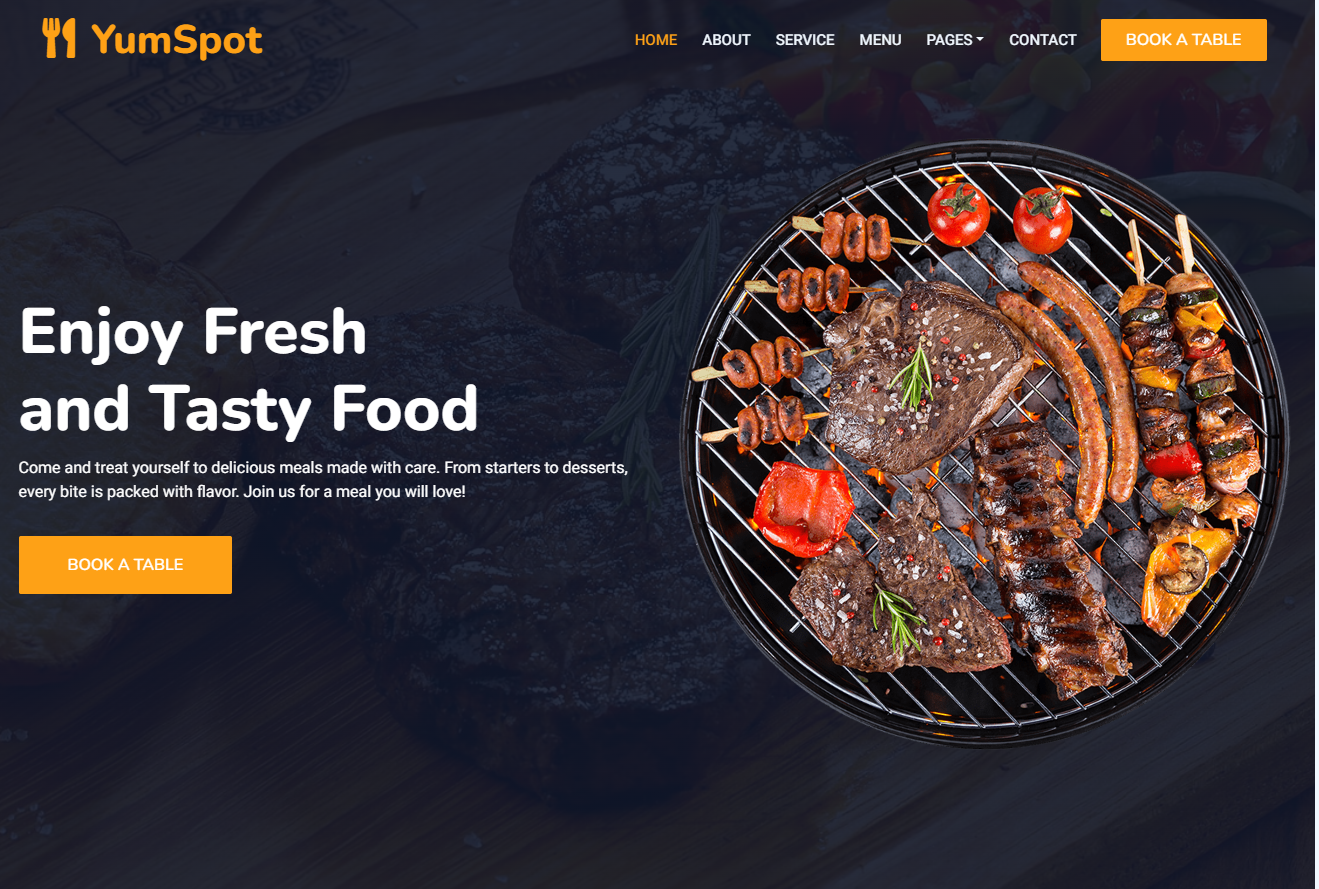 YumSpot
HOME ABOUT SERVICE MENU PAGES CONTACT BOOK A TABLE
Enjoy Fresh
and Tasty Food
Come and treat yourself to delicious meals made with care. From starters to desserts,
every bite is packed with flavor. Join us for a meal you will love!
BOOK A TABLE